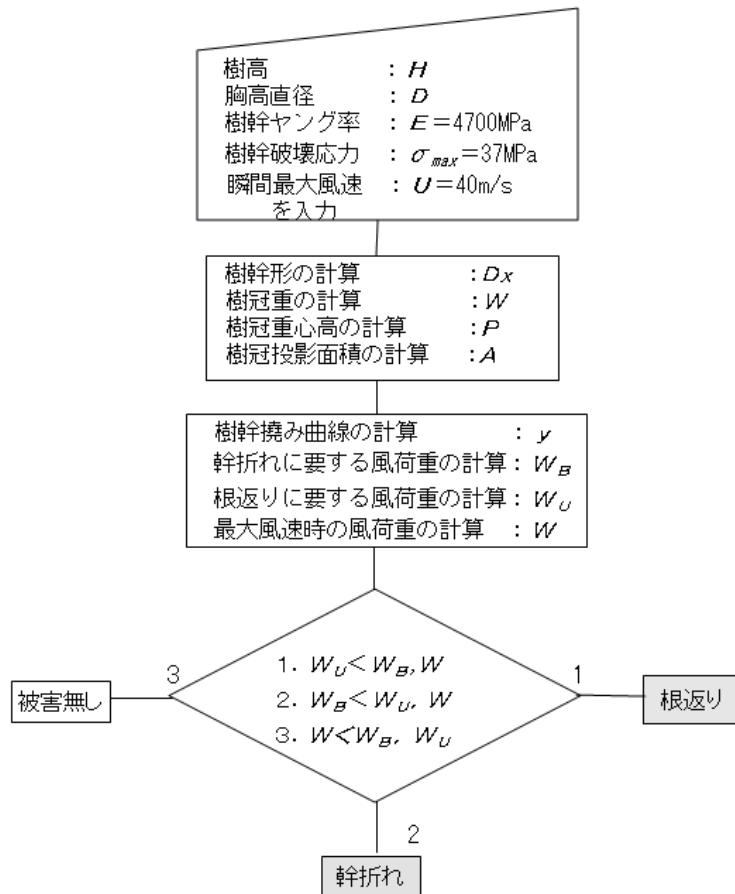 樹高 : H
胸高直径 : D
樹幹ヤング率 : E=4700MPa
樹幹破壊応力 : σmax=37MPa
瞬間最大風速 : U=40m/s
を入力
樹幹形の計算 :Dx
樹冠重の計算 :W
樹冠重心高の計算 :P
樹冠投影面積の計算 :A
樹幹撓み曲線の計算 : y
幹折れに要する風荷重の計算: WB
根返りに要する風荷重の計算: WU
最大風速時の風荷重の計算 : W
3
1
1. WU<WB, W
2. WB<WU, W
3. W<WB, WU
被害無し
根返り
2
幹折れ